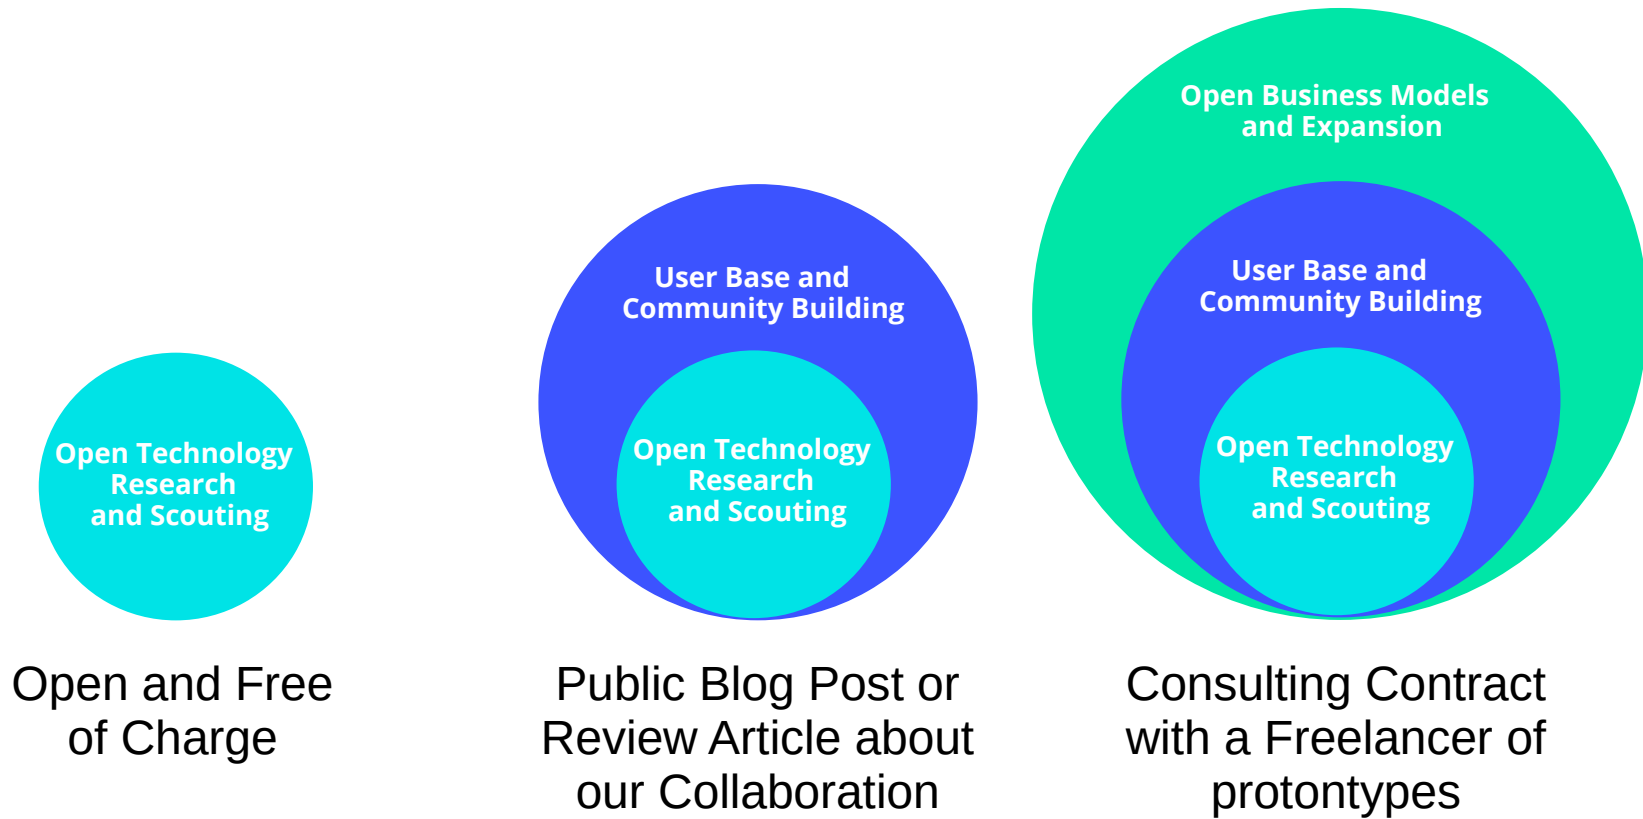 Open Technology
Research
and Scouting
Open and Free
of Charge
User Base and
Community Building
Open Technology
Research
and Scouting
Public Blog Post or
Review Article about
our Collaboration
Open Business Models
and Expansion
User Base and
Community Building
Open Technology
Research
and Scouting
Consulting Contract
with a Freelancer of
protontypes